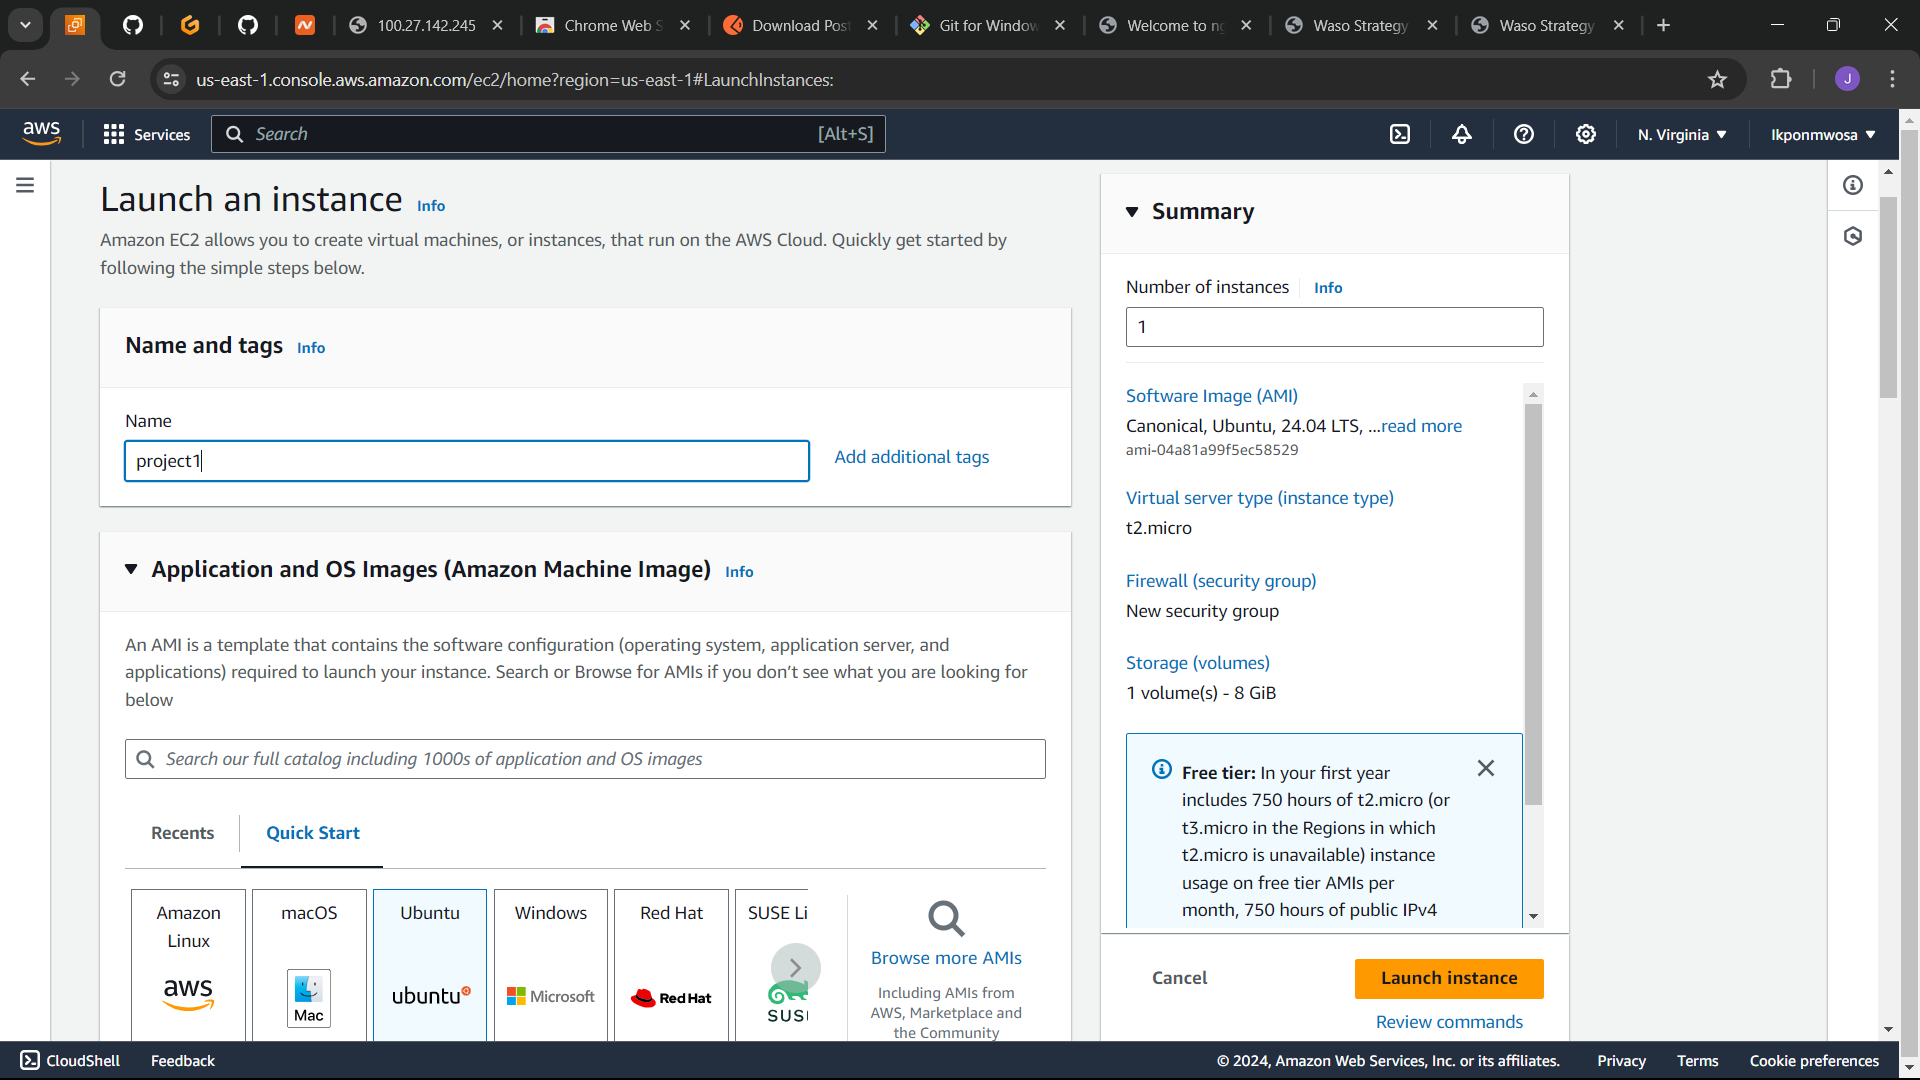 100.27.142.245
Chrome Web S
Download Pos
Git for Window
Welcome to ng
Waso Strategy
Waso Strategy
us-east-1.console.aws.amazon.com/ec2/home?region=us-east-1#LaunchInstances:
J
aws
Services
Search
[Alt+S]
N. Virginia
Ikponmwosa
Launch an instance Info
Amazon EC2 allows you to create virtual machines, or instances, that run on the AWS Cloud. Quickly get started by
following the simple steps below.
Name and tags Info
Name
project1
Add additional tags
Application and OS Images (Amazon Machine Image) Info
An AMI is a template that contains the software configuration (operating system, application server, and
applications) required to launch your instance. Search or Browse for AMIs if you don’t see what you are looking for
below
Search our full catalog including 1000s of application and OS images
Recents
Quick Start
Amazon
Linux
aws
macOS
Mac
Ubuntu
ubuntu
Windows
Microsoft
Red Hat
Red Hat
SUSE Li
SUS
Browse more AMIs
Including AMIs from
AWS, Marketplace and
the Community
Summary
Number of instances Info
1
Software Image (AMI)
Canonical, Ubuntu, 24.04 LTS, ...read more
ami-04a81a99f5ec58529
Virtual server type (instance type)
t2.micro
Firewall (security group)
New security group
Storage (volumes)
1 volume(s) - 8 GiB
Free tier: In your first year
includes 750 hours of t2.micro (or
t3.micro in the Regions in which
t2.micro is unavailable) instance
usage on free tier AMIs per
month, 750 hours of public IPv4
Cancel
Launch instance
Review commands
CloudShell
Feedback
© 2024, Amazon Web Services, Inc. or its affiliates.
Privacy
Terms
Cookie preferences